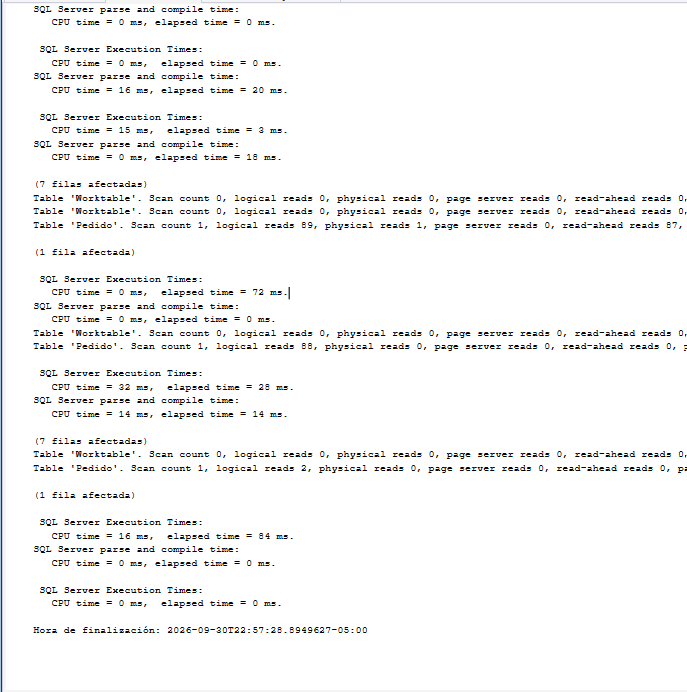 SQL Server parse and compile time:
CPU time = 0 ms, elapsed time = 0 ms.
SQL Server Execution Times:
CPU time = 0 ms,  elapsed time = 0 ms.
SQL Server parse and compile time:
CPU time = 16 ms, elapsed time = 20 ms.
SQL Server Execution Times:
CPU time = 15 ms,  elapsed time = 3 ms.
SQL Server parse and compile time:
CPU time = 0 ms, elapsed time = 18 ms.
(7 filas afectadas)
Table 'Worktable'. Scan count 0, logical reads 0, physical reads 0, page server reads 0, read-ahead reads 0,
Table 'Worktable'. Scan count 0, logical reads 0, physical reads 0, page server reads 0, read-ahead reads 0,
Table 'Pedido'. Scan count 1, logical reads 89, physical reads 1, page server reads 0, read-ahead reads 87,
(1 fila afectada)
SQL Server Execution Times:
CPU time = 0 ms,  elapsed time = 72 ms.
SQL Server parse and compile time:
CPU time = 0 ms, elapsed time = 0 ms.
Table 'Worktable'. Scan count 0, logical reads 0, physical reads 0, page server reads 0, read-ahead reads 0,
Table 'Pedido'. Scan count 1, logical reads 88, physical reads 0, page server reads 0, read-ahead reads 0,
SQL Server Execution Times:
CPU time = 32 ms,  elapsed time = 28 ms.
SQL Server parse and compile time:
CPU time = 14 ms, elapsed time = 14 ms.
(7 filas afectadas)
Table 'Worktable'. Scan count 0, logical reads 0, physical reads 0, page server reads 0, read-ahead reads 0,
Table 'Pedido'. Scan count 1, logical reads 2, physical reads 0, page server reads 0, read-ahead reads 0, pa
(1 fila afectada)
SQL Server Execution Times:
CPU time = 16 ms,  elapsed time = 84 ms.
SQL Server parse and compile time:
CPU time = 0 ms, elapsed time = 0 ms.
SQL Server Execution Times:
CPU time = 0 ms,  elapsed time = 0 ms.
Hora de finalización: 2026-09-30T22:57:28.8949627-05:00